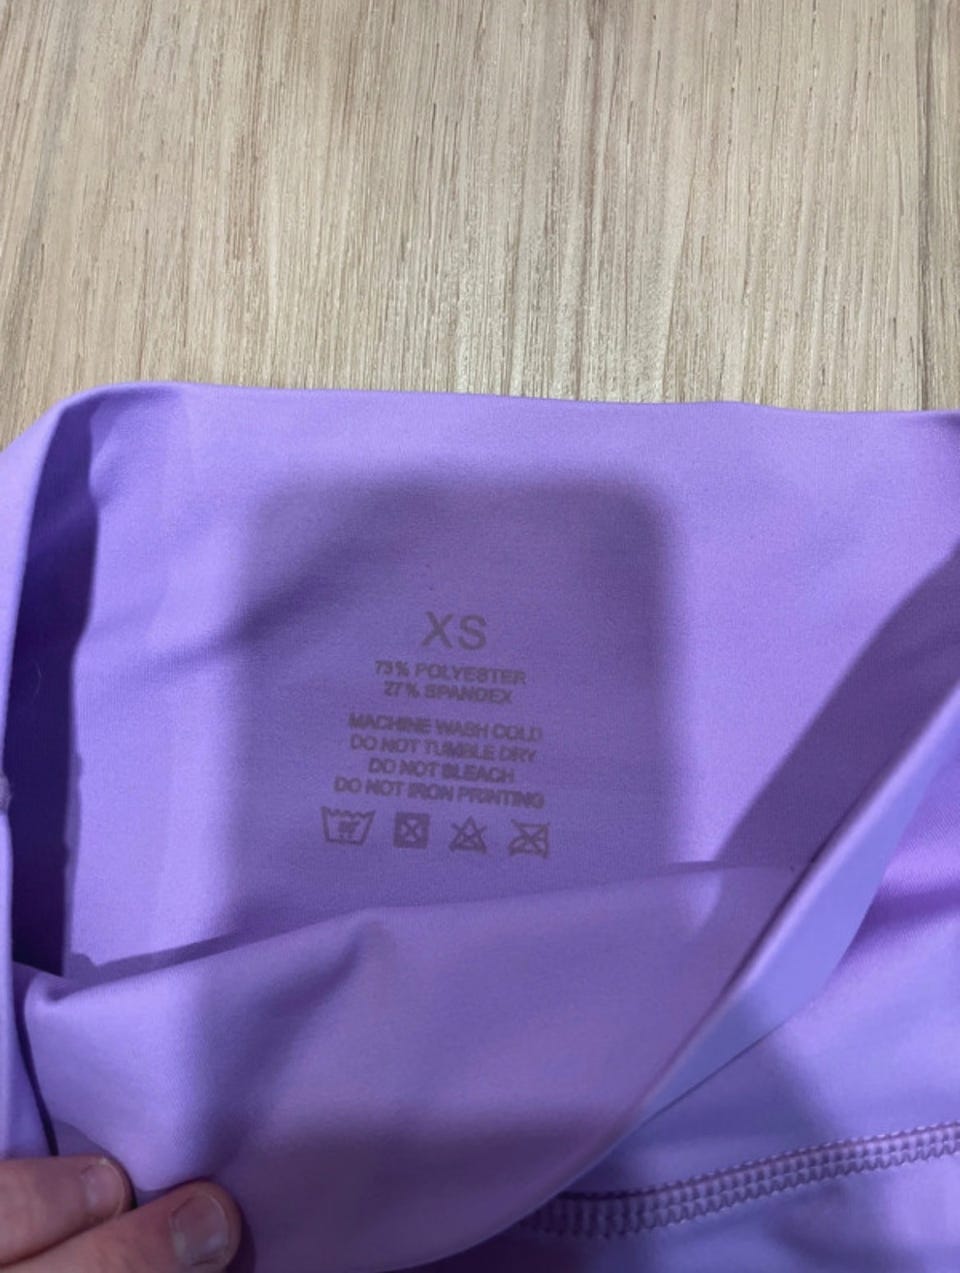 XS
73% POLYESTER
27% SPANDEX
MACHINE WASH COLD
DO NOT TUMBLE DRY
DO NOT BLEACH
DO NOT IRON PRINTING